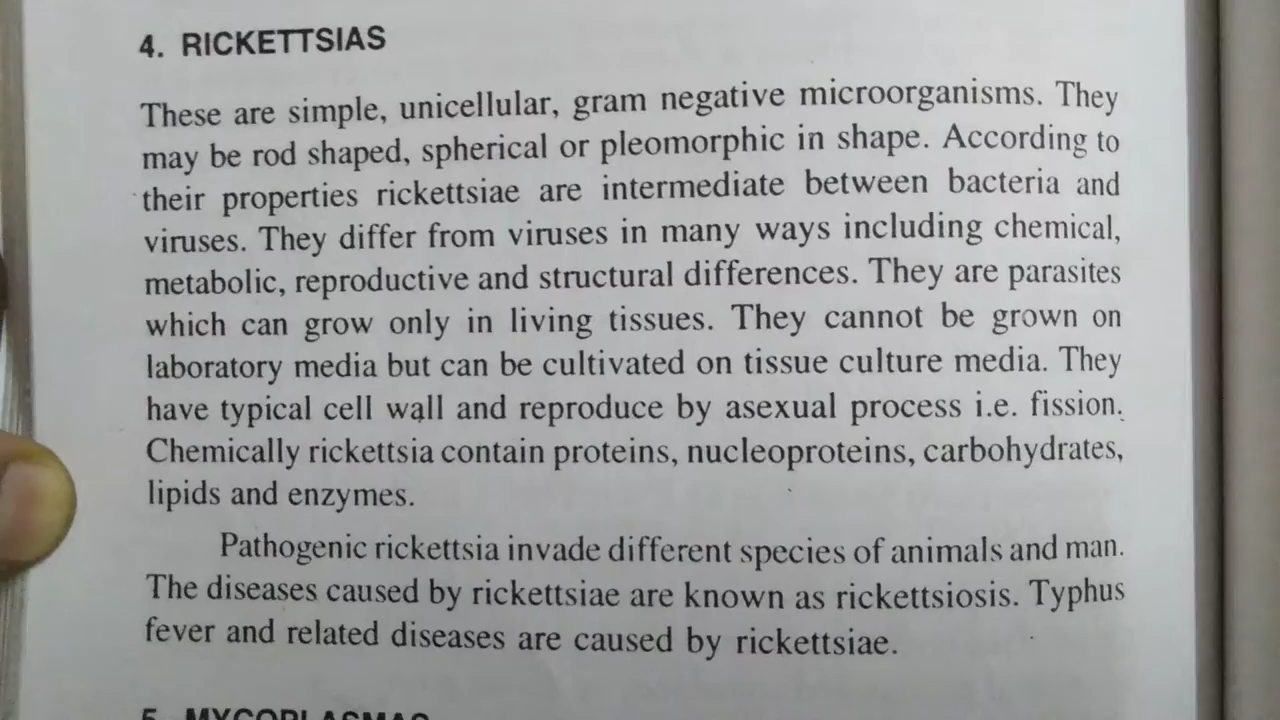 4. RICKETTSIAS
These are simple, unicellular, gram negative microorganisms. They
may be rod shaped, spherical or pleomorphic in shape. According to
their properties rickettsiae are intermediate between bacteria and
viruses. They differ from viruses in many ways including chemical,
metabolic, reproductive and structural differences. They are parasites
which can grow only in living tissues. They cannot be grown on
laboratory media but can be cultivated on tissue culture media. They
have typical cell wall and reproduce by asexual process i.e. fission.
Chemically rickettsia contain proteins, nucleoproteins, carbohydrates,
lipids and enzymes.
Pathogenic rickettsia invade different species of animals and man.
The diseases caused by rickettsiae are known as rickettsiosis. Typhus
fever and related diseases are caused by rickettsiae.
5. MYCOPLASMAS